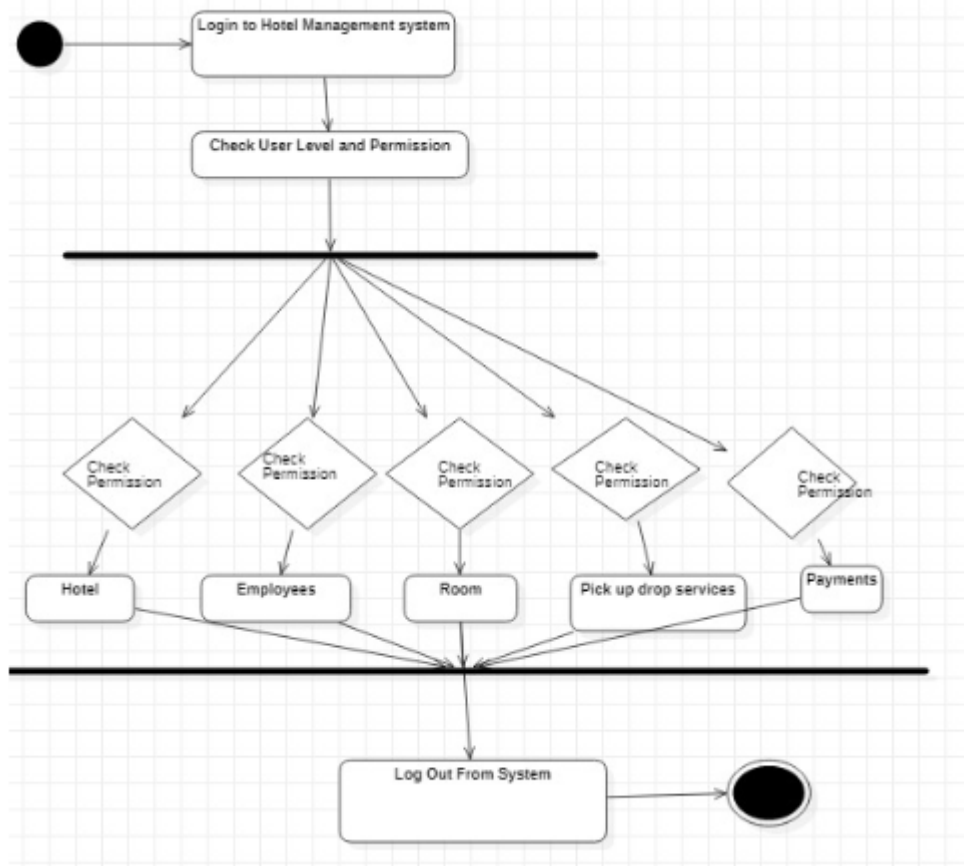 Login to Hotel Management system
Check User Level and Permission
Check
Permission
Check
Permission
Check
Permission
Check
Permission
Check
Permission
Hotel
Employees
Room
Pick up drop services
Payments
Log Out From System